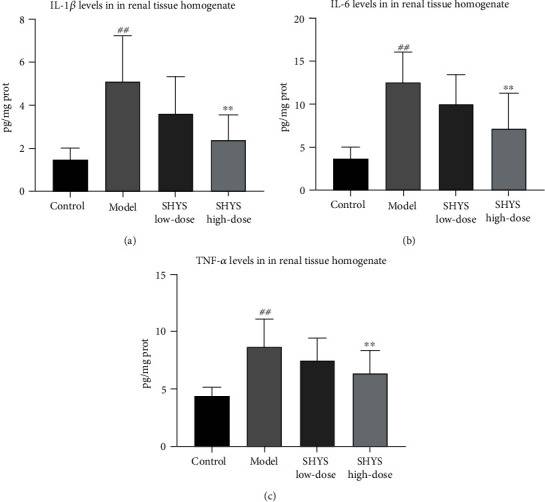 IL-1β levels in in renal tissue homogenate
pg/mg prot
8
6
4
2
0
##
**
Control
Model
SHYS
low-dose
SHYS
high-dose
(a)
IL-6 levels in in renal tissue homogenate
pg/mg prot
20
15
10
5
0
##
**
Control
Model
SHYS
low-dose
SHYS
high-dose
(b)
TNF-α levels in in renal tissue homogenate
pg/mg prot
15
10
5
0
##
**
Control
Model
SHYS
low-dose
SHYS
high-dose
(c)